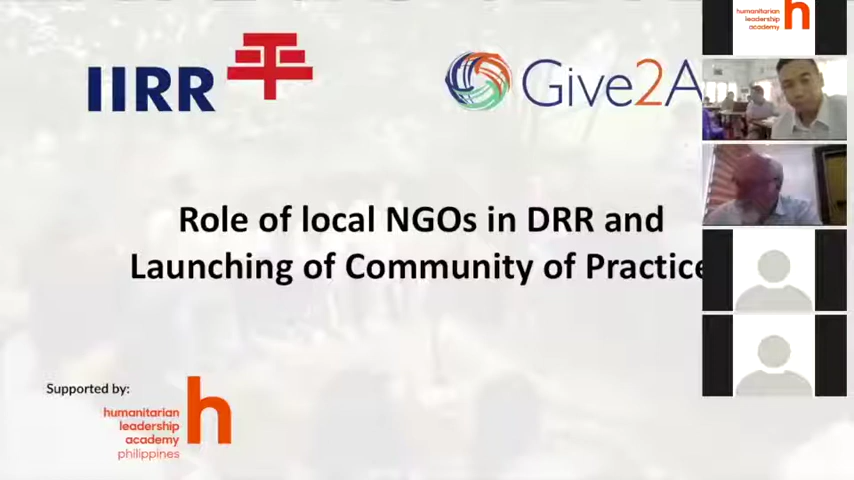 IIRR
Give2A
Role of local NGOs in DRR and
Launching of Community of Practice
Supported by:
humanitarian
leadership
academy
philippines
h
humanitarian
leadership
academy
h